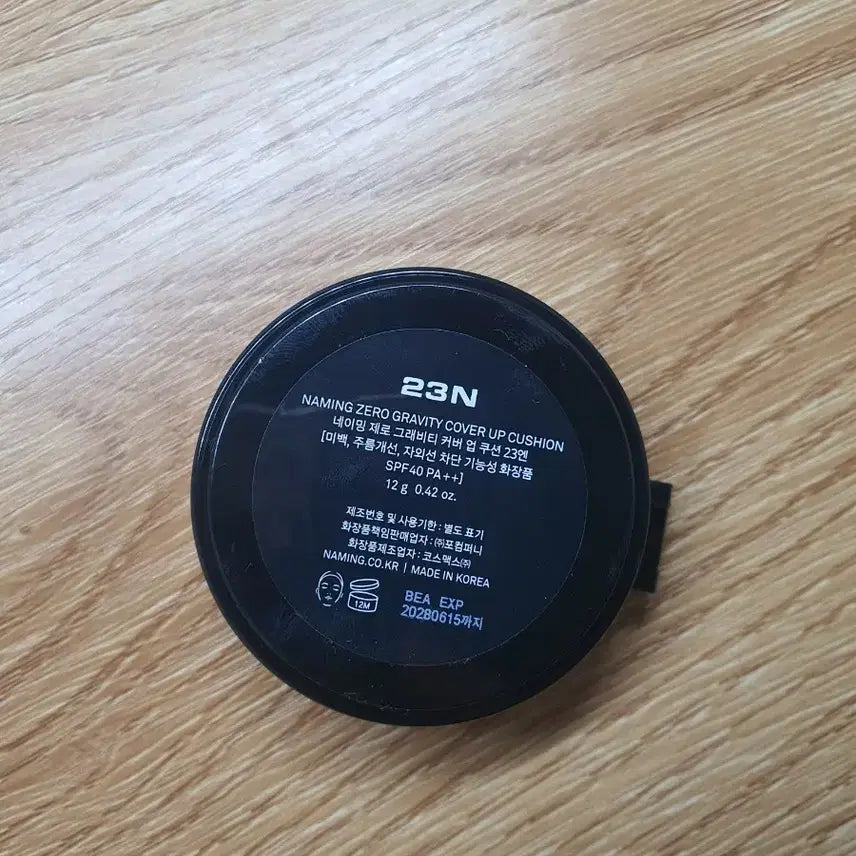 23N
NAMING ZERO GRAVITY COVER UP CUSHION
네이밍 제로 그래비티 커버 업 쿠션 23엔
[미백, 주름개선, 자외선 차단 기능성 화장품
SPF40 PA++]
12 g 0.42 oz.
제조번호 및 사용기한 : 별도 표기
화장품책임판매업자 : ㈜포컴퍼니
화장품제조업자 : 코스맥스㈜
NAMING.CO.KR | MADE IN KOREA
12M
BEA EXP
20280615까지